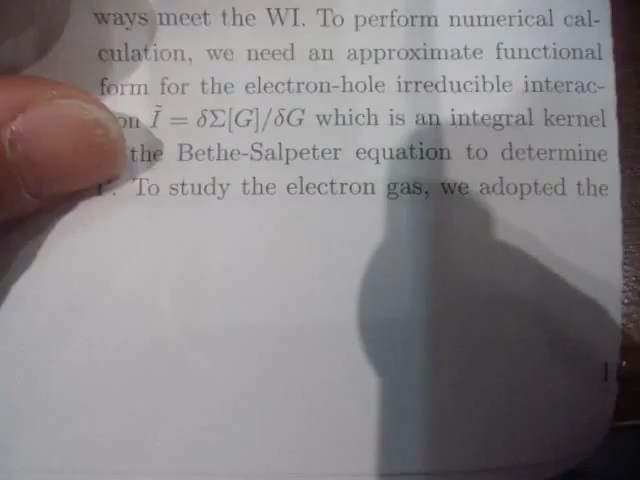 ways meet the WI. To perform numerical cal-
culation, we need an approximate functional
form for the electron-hole irreducible interac-
on Ĩ = δΣ[G]/δG which is an integral kernel
the Bethe-Salpeter equation to determine
. To study the electron gas, we adopted the
1